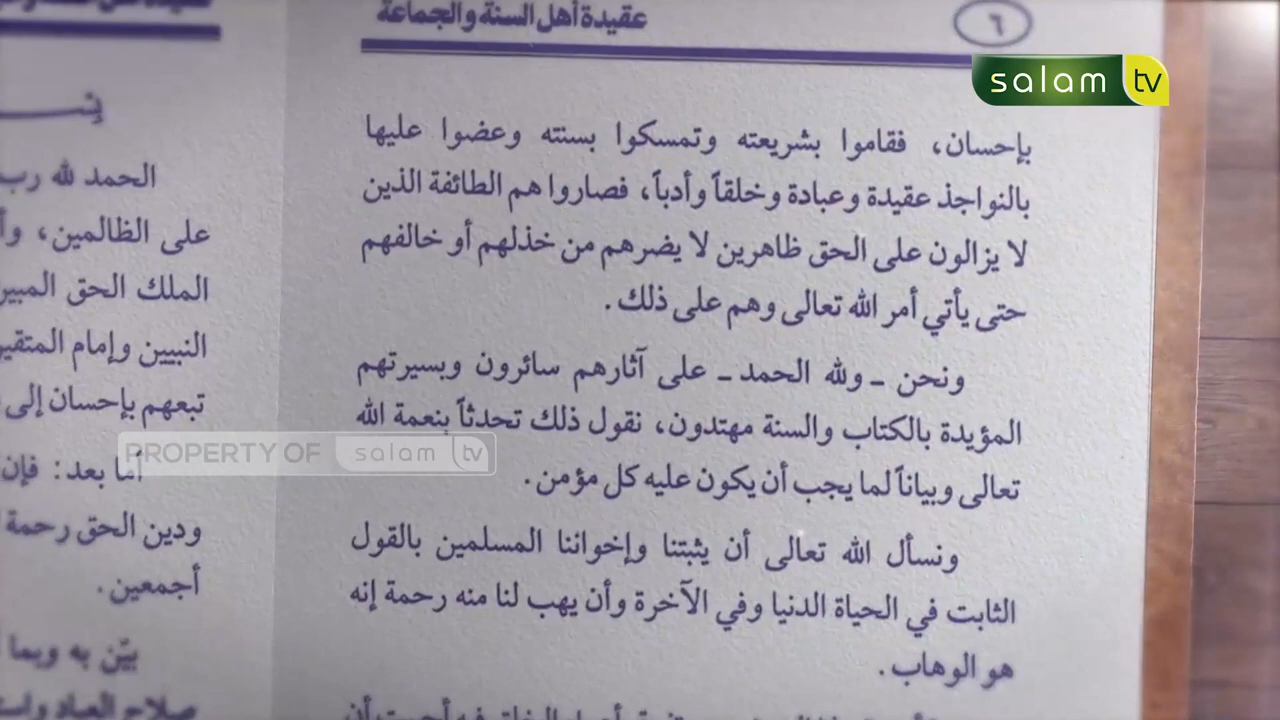 عقيدة أهل السنة والجماعة
٦
salam tv
بإحسان، فقاموا بشريعته وتمسكوا بسنته وعضوا عليها
بالنواجذ عقيدة وعبادة وخلقاً وأدباً، فصاروا هم الطائفة الذين
لا يزالون على الحق ظاهرين لا يضرهم من خذلهم أو خالفهم
حتى يأتي أمر الله تعالى وهم على ذلك.
ونحن ـ ولله الحمد ـ على آثارهم سائرون وبسيرتهم
المؤيدة بالكتاب والسنة مهتدون، نقول ذلك تحدثاً بنعمة الله
تعالى وبياناً لما يجب أن يكون عليه كل مؤمن.
ونسأل الله تعالى أن يثبتنا وإخواننا المسلمين بالقول
الثابت في الحياة الدنيا وفي الآخرة وأن يهب لنا منه رحمة إنه
هو الوهاب.
الحمد لله رب
على الظالمين،
الملك الحق
النبيين وإمام
تبعهم بإحسان إلى
PROPERTY OF salam tv
أما بعد: فإن
ودين الحق رحمة
أجمعين.
بيّن به وبما
صلاح العباد